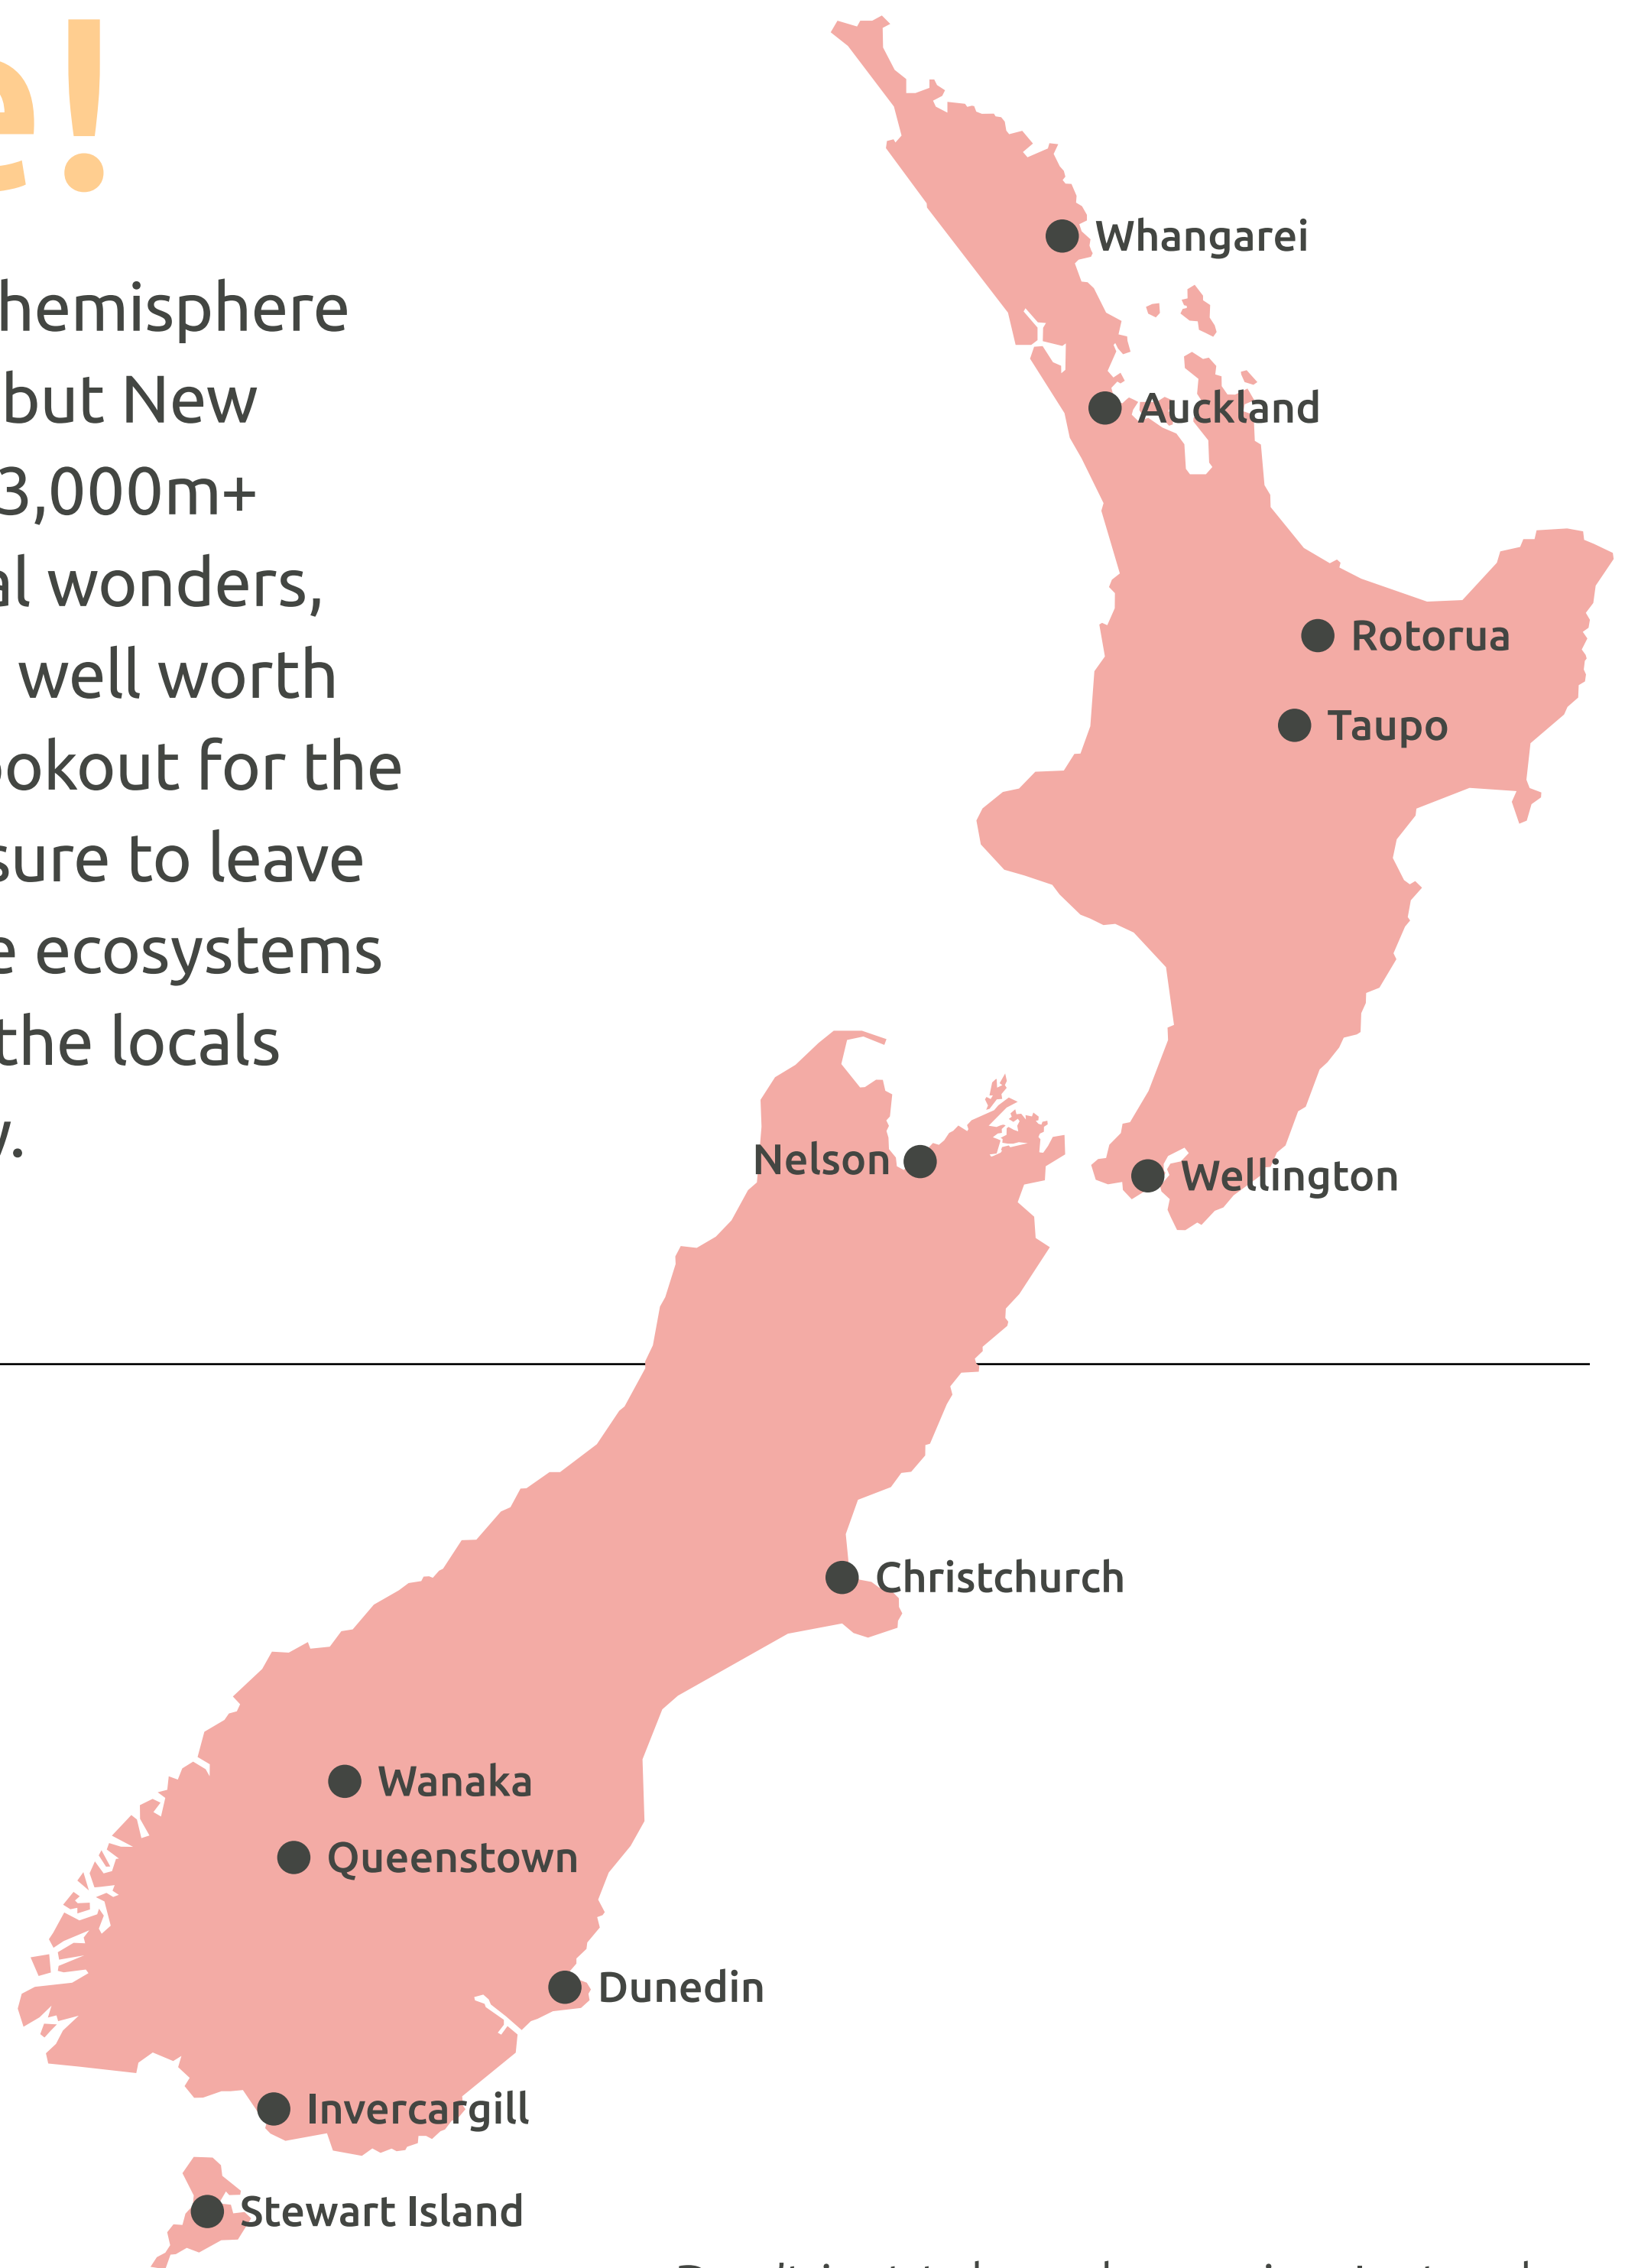 e!
hemisphere
but New
3,000m+
al wonders,
well worth
ookout for the
sure to leave
e ecosystems
the locals
y.
Whangarei
Auckland
Rotorua
Taupo
Nelson
Wellington
Christchurch
Wanaka
Queenstown
Dunedin
Invercargill
Stewart Island